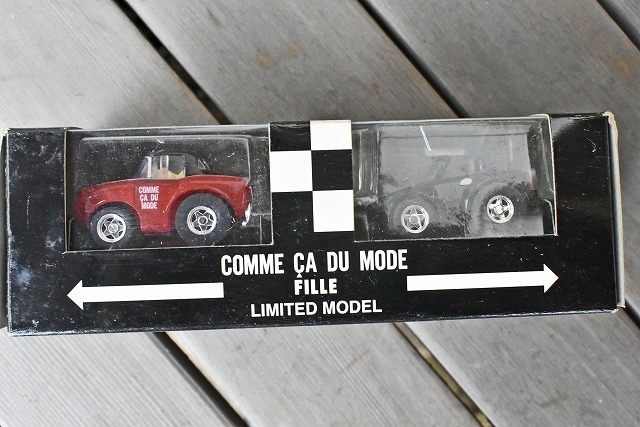 COMME
ÇA DU
MODE
COMME ÇA DU MODE
FILLE
LIMITED MODEL